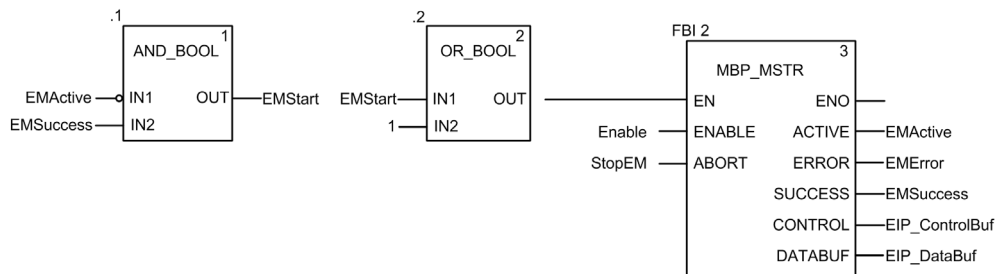 .1
1
AND_BOOL
EMActive IN1 OUT EMStart
EMSuccess IN2
.2
2
OR_BOOL
EMStart IN1 OUT
1 IN2
FBI 2
3
MBP_MSTR
EN ENO
Enable ENABLE ACTIVE EMActive
StopEM ABORT ERROR EMError
SUCCESS EMSuccess
CONTROL EIP_ControlBuf
DATABUF EIP_DataBuf